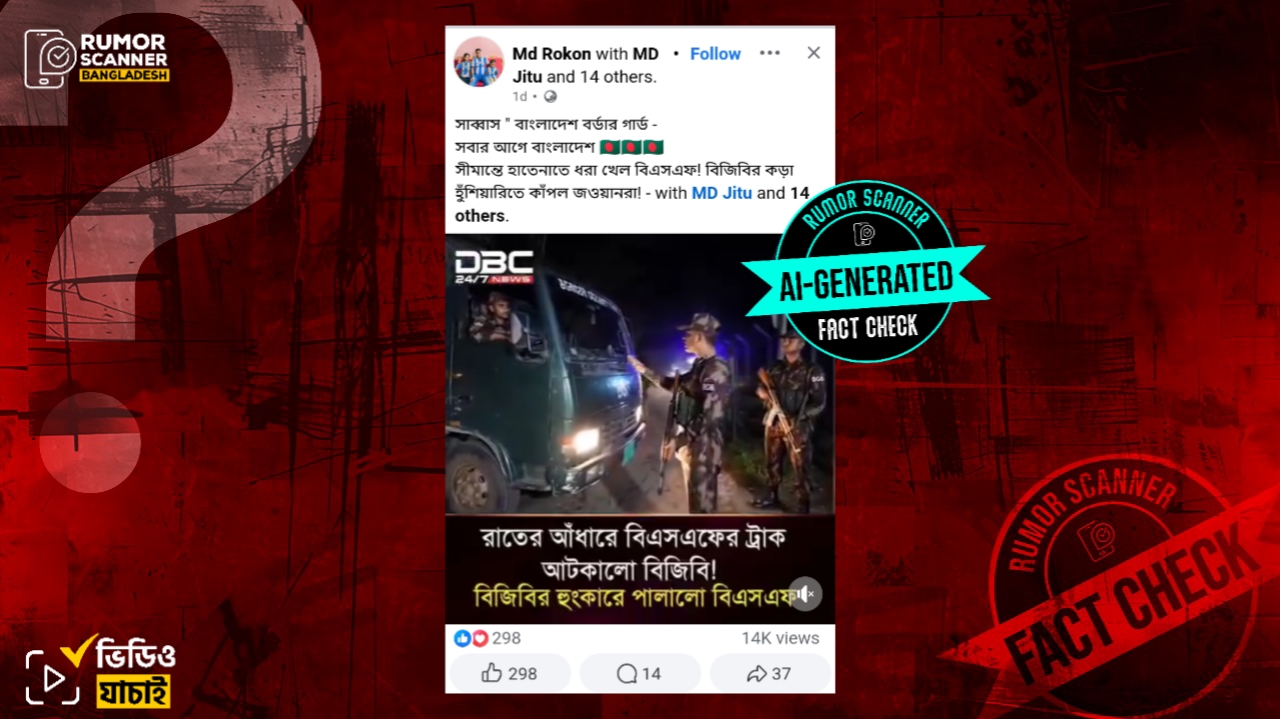 RUMOR
SCANNER
BANGLADESH
Md Rokon with MD • Follow
Jitu and 14 others.
1d •
সাব্বাস " বাংলাদেশ বর্ডার গার্ড -
সবার আগে বাংলাদেশ 🇧🇩🇧🇩🇧🇩
সীমান্তে হাতেনাতে ধরা খেল বিএসএফ! বিজিবির কড়া
হুঁশিয়ারিতে কাঁপল জওয়ানরা! - with MD Jitu and 14
others.
RUMOR SCANNER
AI-GENERATED
FACT CHECK
DBC
24/7 NEWS
রাতের আঁধারে বিএসএফের ট্রাক
আটকালো বিজিবি!
বিজিবির হুংকারে পালালো বিএসএফ
298
14K views
298
14
37
ভিডিও
যাচাই
RUMOR SCANNER
FACT CHECK